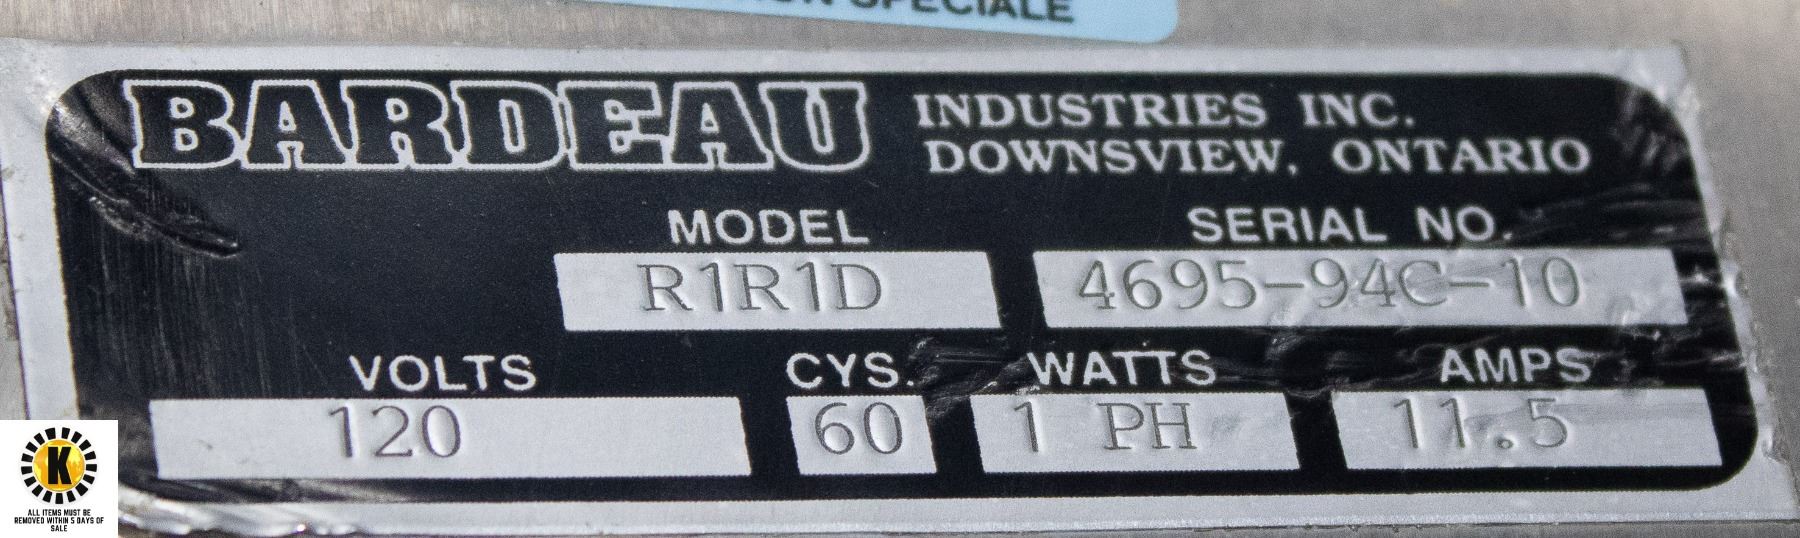 SPECIALE
BARDEAU INDUSTRIES INC.
DOWNSVIEW, ONTARIO
MODEL SERIAL NO.
R1R1D 4695-94C-10
VOLTS CYS. WATTS AMPS
120 60 1 PH 11.5
K
ALL ITEMS MUST BE
REMOVED WITHIN 5 DAYS OF
SALE